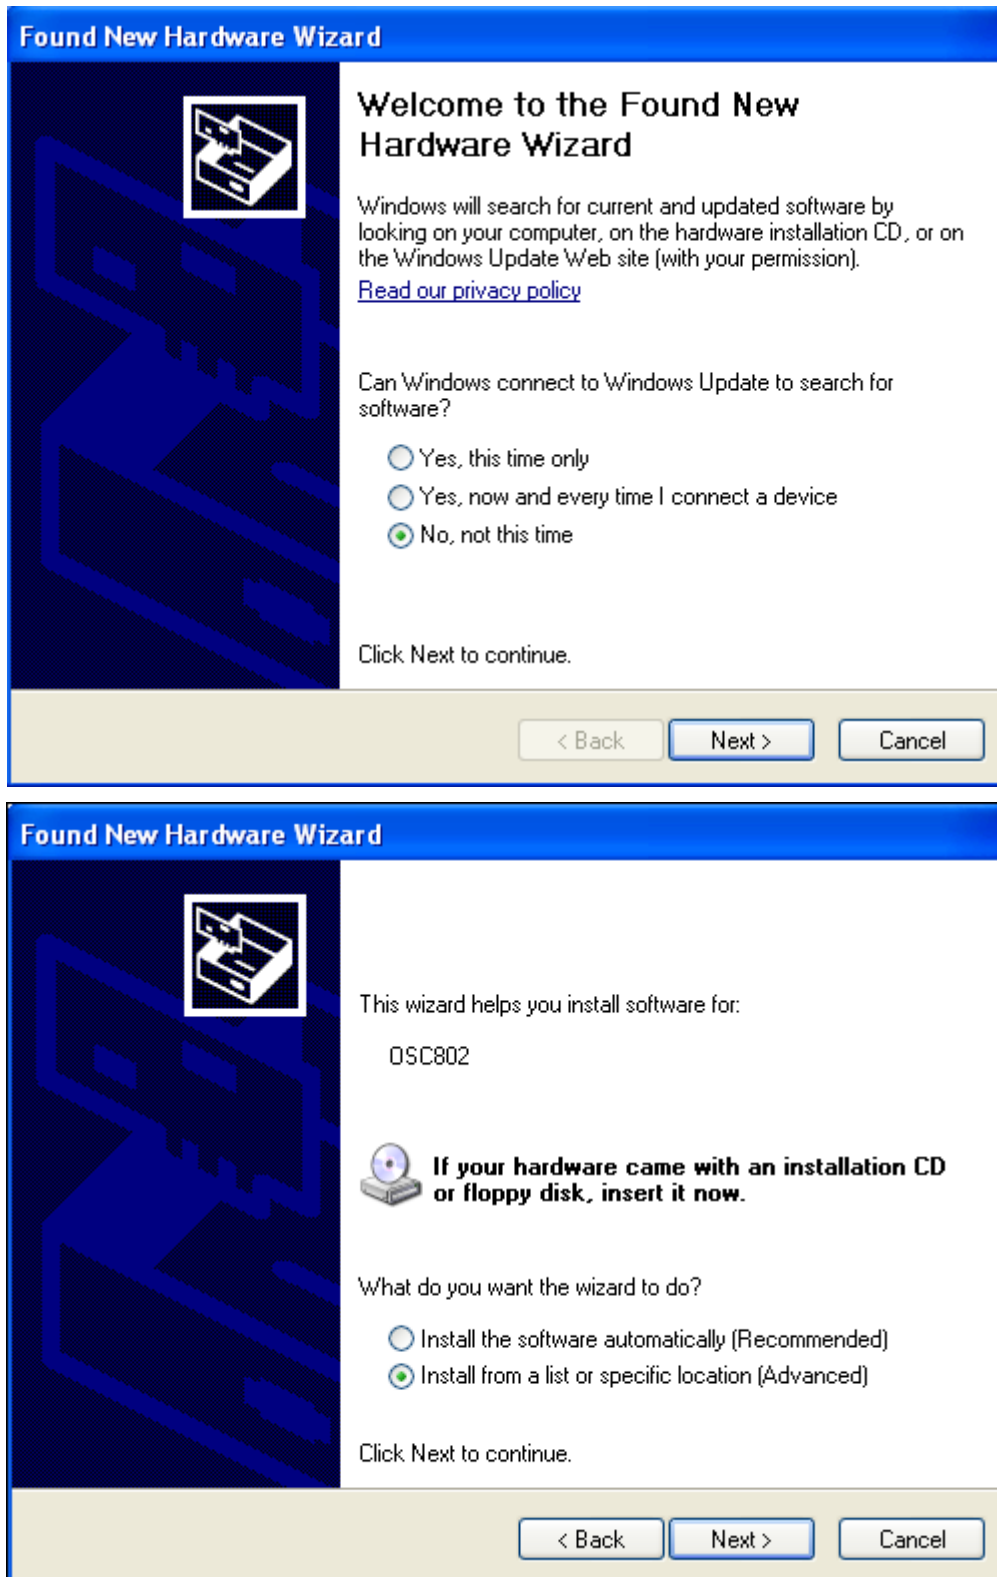 Found New Hardware Wizard
Welcome to the Found New
Hardware Wizard
Windows will search for current and updated software by
looking on your computer, on the hardware installation CD, or on
the Windows Update Web site (with your permission).
Read our privacy policy
Can Windows connect to Windows Update to search for
software?
Yes, this time only
Yes, now and every time I connect a device
No, not this time
Click Next to continue.
< Back Next > Cancel
Found New Hardware Wizard
This wizard helps you install software for:
OSC802
If your hardware came with an installation CD
or floppy disk, insert it now.
What do you want the wizard to do?
Install the software automatically (Recommended)
Install from a list or specific location (Advanced)
Click Next to continue.
< Back Next > Cancel